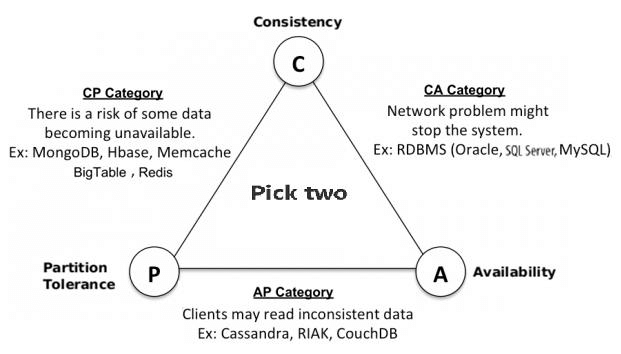 Consistency
C
CP Category
There is a risk of some data
becoming unavailable.
Ex: MongoDB, Hbase, Memcache
BigTable , Redis
CA Category
Network problem might
stop the system.
Ex: RDBMS (Oracle, SQL Server, MySQL)
Pick two
Partition
Tolerance
P
A
Availability
AP Category
Clients may read inconsistent data
Ex: Cassandra, RIAK, CouchDB